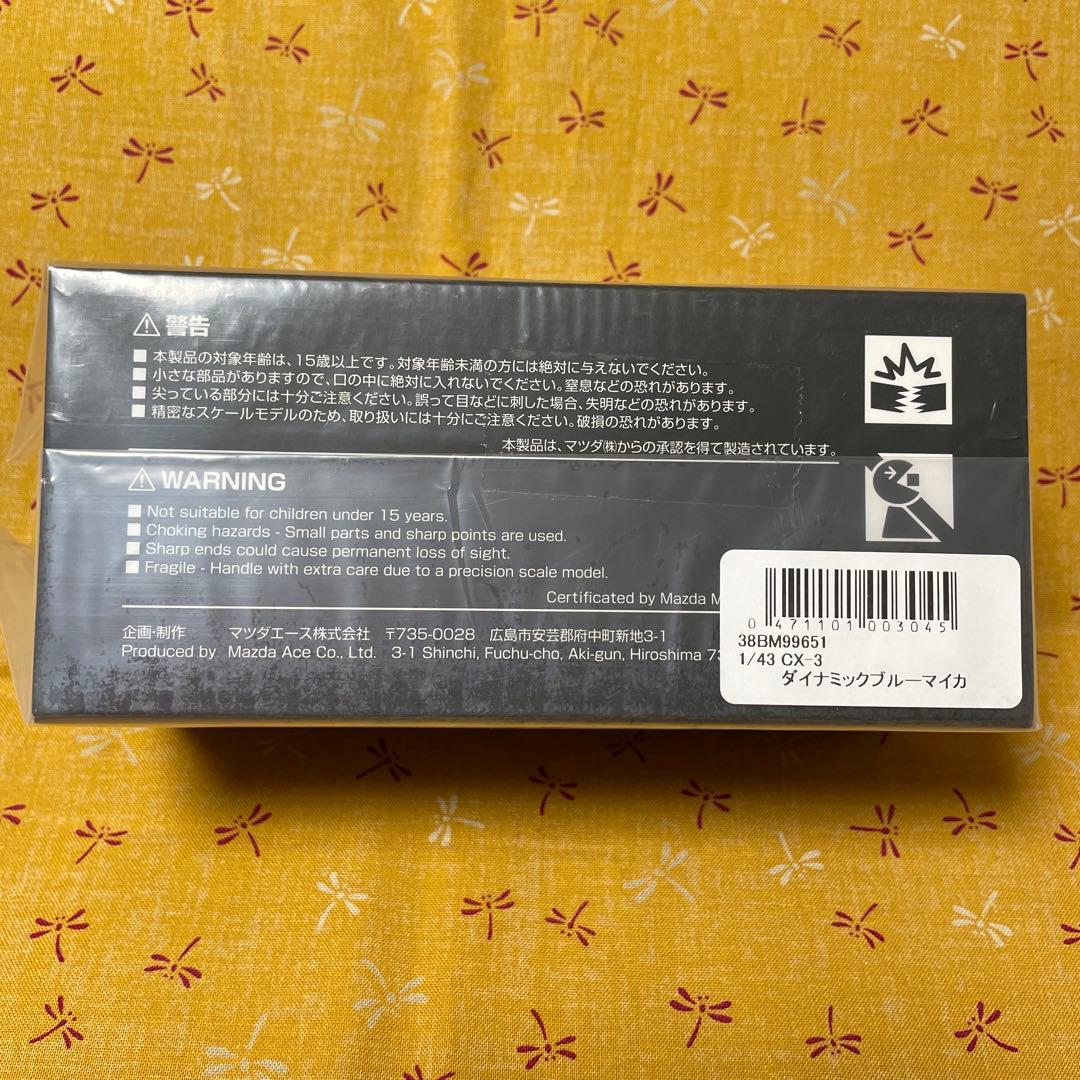 ⚠ 警告
■ 本製品の対象年齢は、15歳以上です。対象年齢未満の方には絶対に与えないでください。
■ 小さな部品がありますので、口の中に絶対に入れないでください。窒息などの恐れがあります。
■ 尖っている部分には十分ご注意ください。誤って目などに刺した場合、失明などの恐れがあります。
■ 精密なスケールモデルのため、取り扱いには十分にご注意ください。破損の恐れがあります。
本製品は、マツダ㈱からの承認を得て製造されています。
⚠ WARNING
■ Not suitable for children under 15 years.
■ Choking hazards - Small parts and sharp points are used.
■ Sharp ends could cause permanent loss of sight.
■ Fragile - Handle with extra care due to a precision scale model.
Certificated by Mazda M
企画・制作 マツダエース株式会社 〒735-0028 広島市安芸郡府中町新地3-1
Produced by Mazda Ace Co., Ltd. 3-1 Shinchi, Fuchu-cho, Aki-gun, Hiroshima 73
0 471101 003045
38BM99651
1/43 CX-3
ダイナミックブルーマイカ